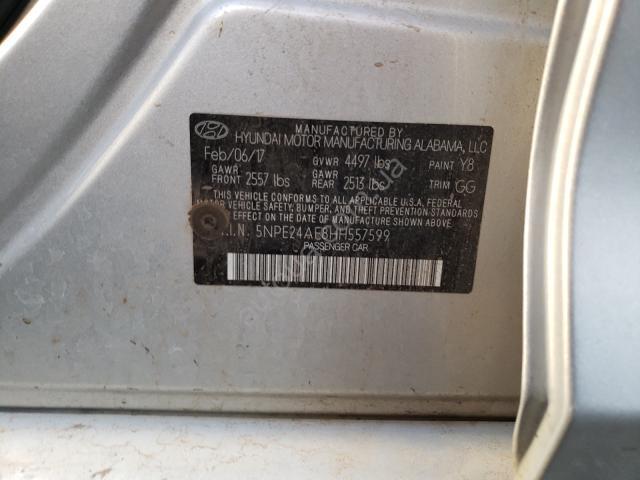 MANUFACTURED BY
HYUNDAI MOTOR MANUFACTURING ALABAMA, LLC
Feb/06/17 GVWR 4497 lbs PAINT Y8
GAWR FRONT 2557 lbs GAWR REAR 2513 lbs TRIM GG
THIS VEHICLE CONFORMS TO ALL APPLICABLE U.S.A. FEDERAL
MOTOR VEHICLE SAFETY, BUMPER, AND THEFT PREVENTION
STANDARDS IN EFFECT ON THE DATE OF MANUFACTURE SHOWN ABOVE.
V.I.N. 5NPE24AE8HH557599
PASSENGER CAR